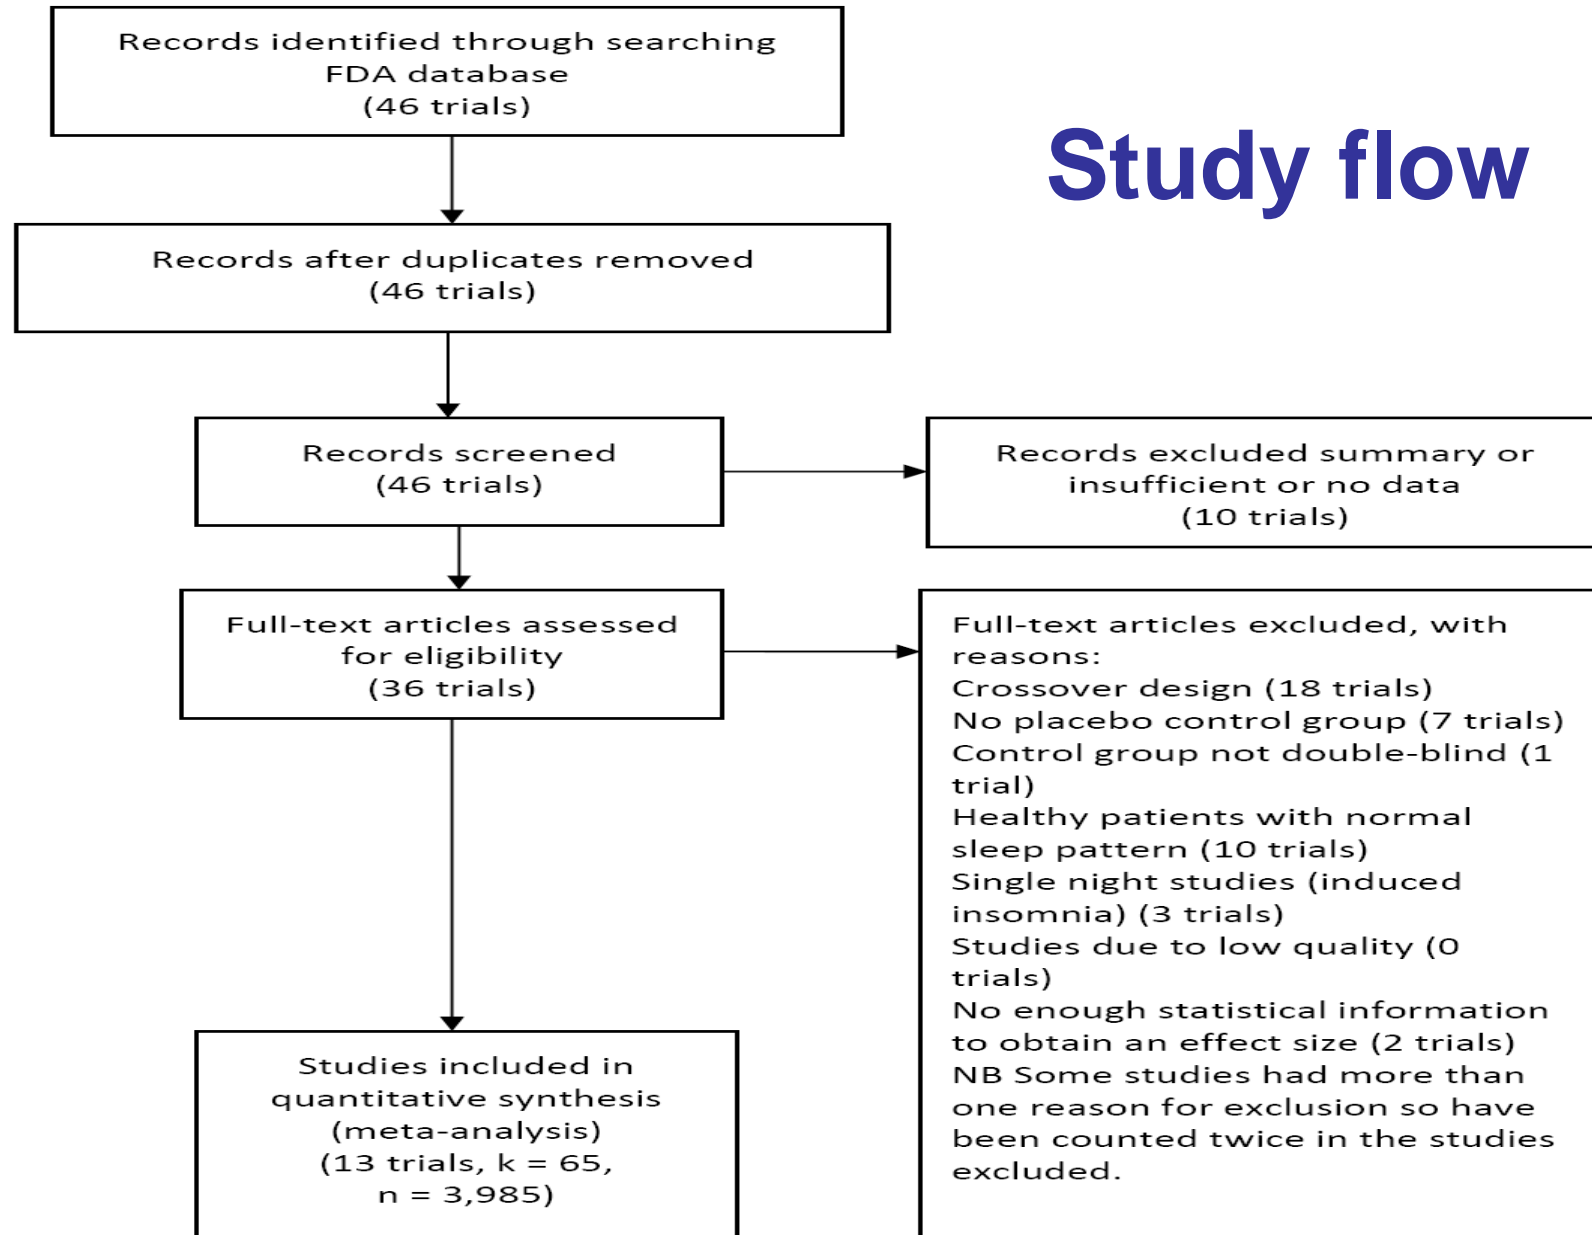 Records identified through searching
FDA database
(46 trials)
Study flow
Records after duplicates removed
(46 trials)
Records screened
(46 trials)
Records excluded summary or
insufficient or no data
(10 trials)
Full-text articles assessed
for eligibility
(36 trials)
Full-text articles excluded, with
reasons:
Crossover design (18 trials)
No placebo control group (7 trials)
Control group not double-blind (1
trial)
Healthy patients with normal
sleep pattern (10 trials)
Single night studies (induced
insomnia) (3 trials)
Studies due to low quality (0
trials)
No enough statistical information
to obtain an effect size (2 trials)
NB Some studies had more than
one reason for exclusion so have
been counted twice in the studies
excluded.
Studies included in
quantitative synthesis
(meta-analysis)
(13 trials, k = 65,
n = 3,985)